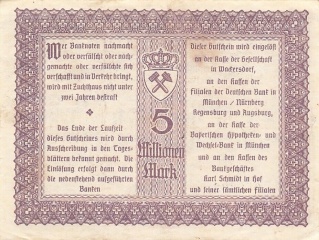 Wer Banknoten nachmacht
oder verfälscht oder nach-
gemacht oder verfälschte sich
verschafft und in Verkehr bringt,
wird mit Zuchthaus nicht unter
zwei Jahren bestraft
Das Ende der Laufzeit
dieses Gutscheines wird durch
Ausschreibung in den Tages-
blättern bekannt gemacht. Die
Einlösung erfolgt dann durch
die nebenstehend aufgeführten
Banken
5
Millionen
Mark
Dieser Gutschein wird eingelöst
an der Kasse der Gesellschaft
in Wackersdorf,
an den Kassen der
Filialen der Deutschen Bank in
München / Nürnberg
Regensburg und Augsburg,
an der Kasse der
Bayerischen Hypotheken- und
Wechsel-Bank in München
und an den Kassen des
Bankgeschäftes
Karl Schmidt in Hof
und seiner sämtlichen Filialen